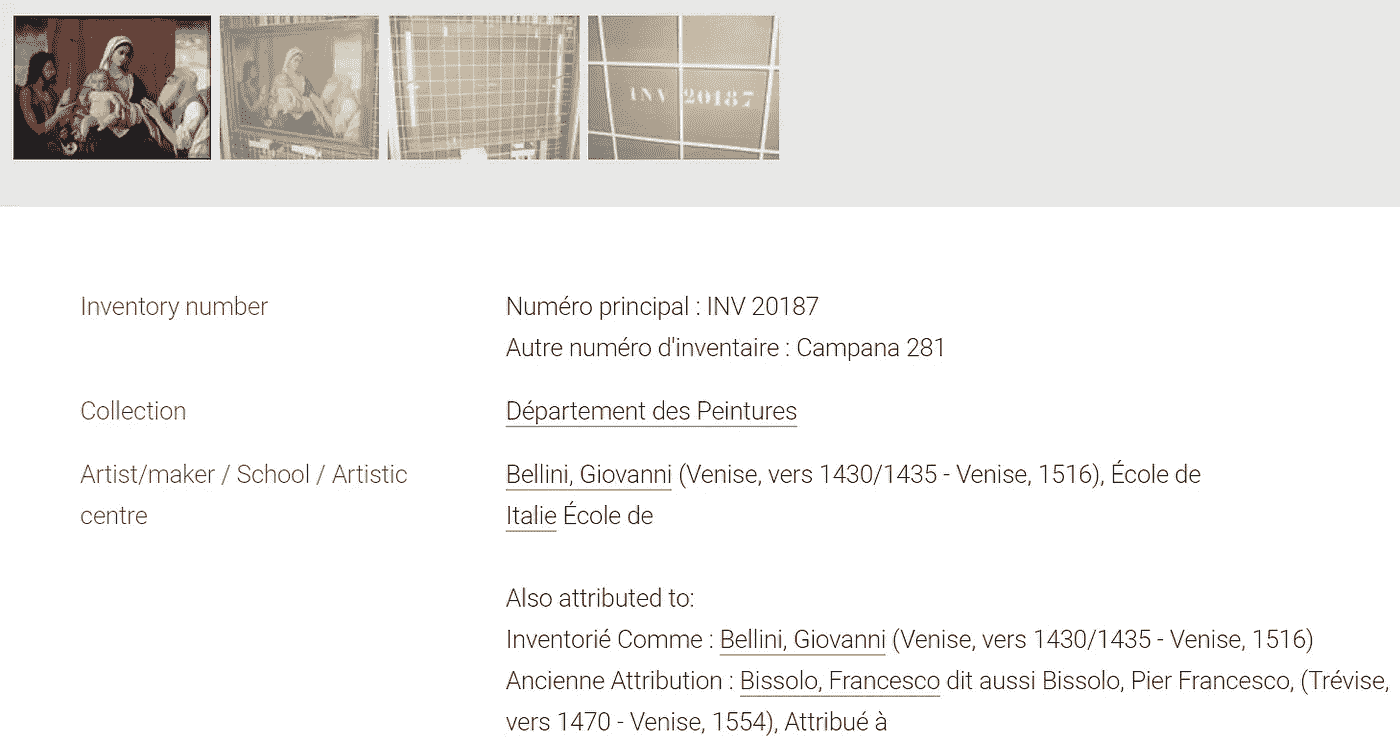 INV 20187
Inventory number
Numéro principal : INV 20187
Autre numéro d'inventaire : Campana 281
Collection
Département des Peintures
Artist/maker / School / Artistic
centre
Bellini, Giovanni (Venise, vers 1430/1435 - Venise, 1516), École de
Italie École de
Also attributed to:
Inventorié Comme : Bellini, Giovanni (Venise, vers 1430/1435 - Venise, 1516)
Ancienne Attribution : Bissolo, Francesco dit aussi Bissolo, Pier Francesco, (Trévise,
vers 1470 - Venise, 1554), Attribué à